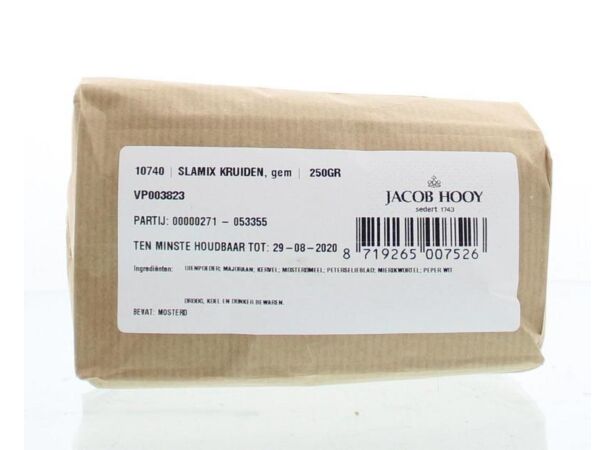 10740 | SLAMIX KRUIDEN, gem | 250GR
VP003823
JACOB HOOY
sedert 1743
PARTIJ: 00000271 - 053355
TEN MINSTE HOUDBAAR TOT: 29-08-2020
8 719265 007526
Ingrediënten: UIENPOEDER; MAJORAAN; KERVEL; MOSTERDMEEL; PETERSELIEBLAD; MIERIKWORTEL; PEPER WIT
DROOG, KOEL EN DONKER BEWAREN.
BEVAT: MOSTERD